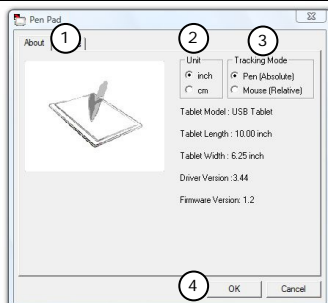 Pen Pad
About
1
2
3
Unit
inch
cm
Tracking Mode
Pen (Absolute)
Mouse (Relative)
Tablet Model : USB Tablet
Tablet Length : 10.00 inch
Tablet Width : 6.25 inch
Driver Version :3.44
Firmware Version: 1.2
4
OK
Cancel